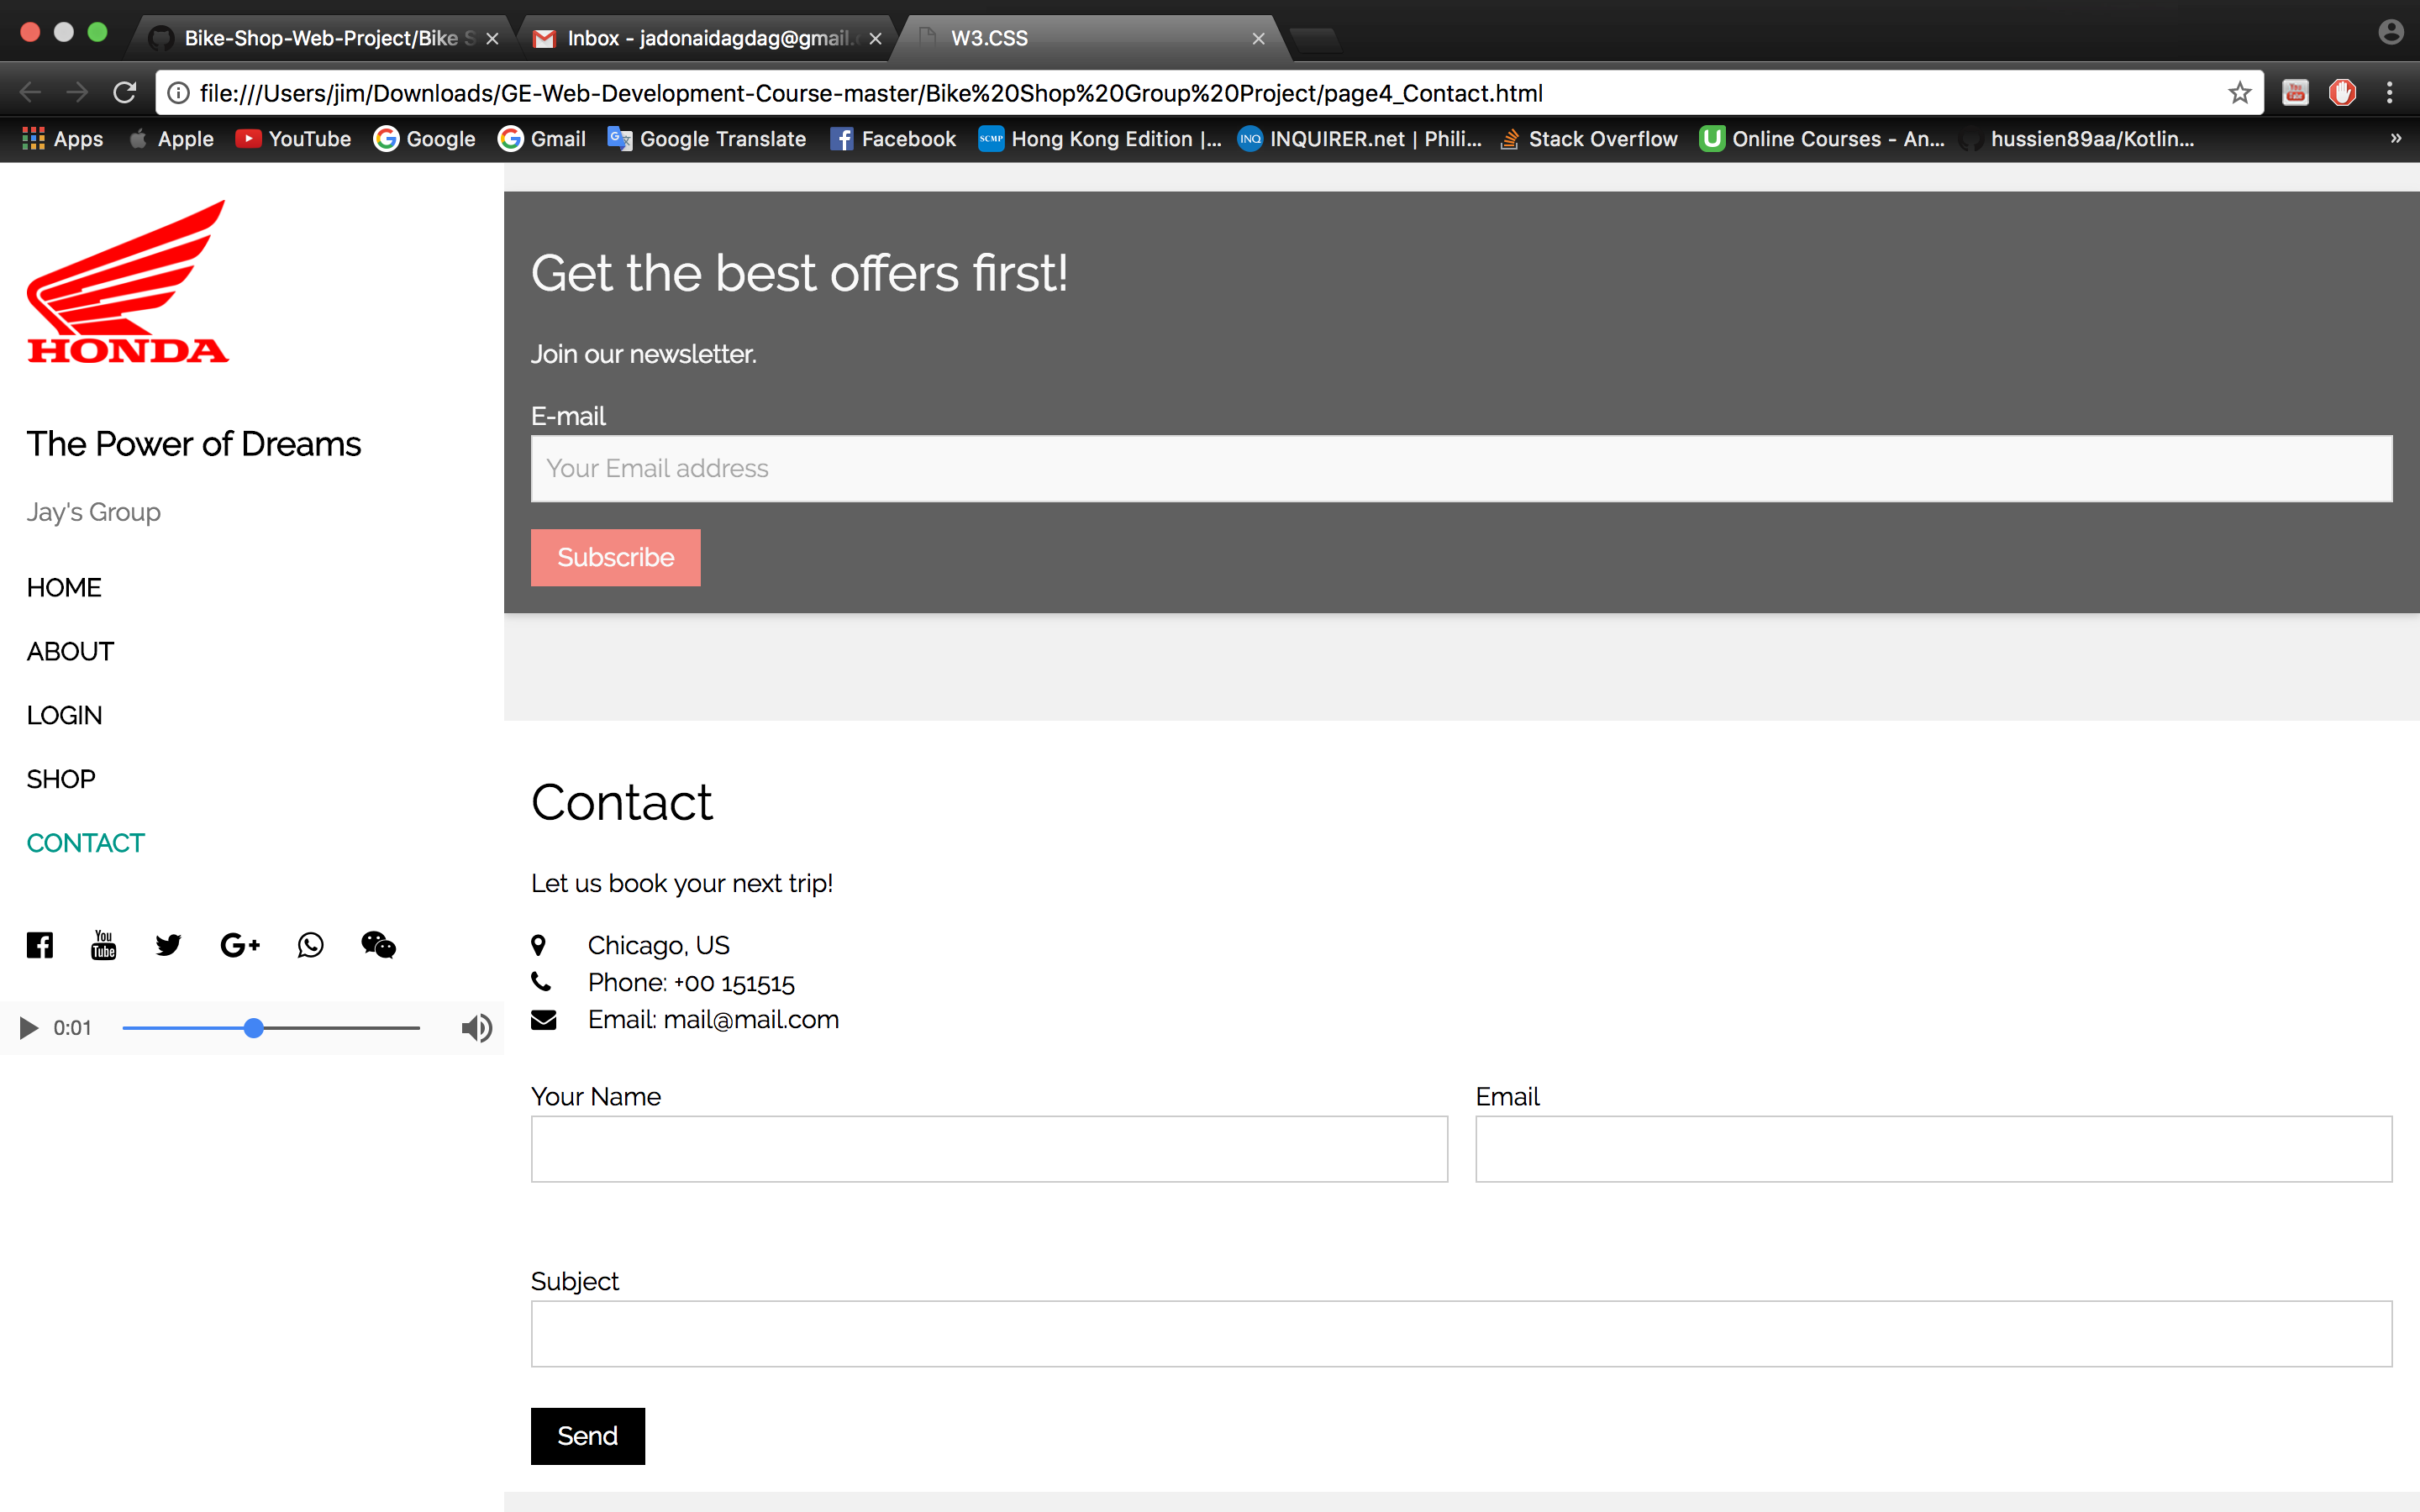 Bike-Shop-Web-Project/Bike S
Inbox - jadonaidagdag@gmail.
W3.CSS
file:///Users/jim/Downloads/GE-Web-Development-Course-master/Bike%20Shop%20Group%20Project/page4_Contact.html
Apps Apple YouTube Google Gmail Google Translate Facebook SCMP Hong Kong Edition |... INQ INQUIRER.net | Phili... Stack Overflow U Online Courses - An... hussien89aa/Kotlin... »
HONDA
The Power of Dreams
Jay's Group
HOME
ABOUT
LOGIN
SHOP
CONTACT
You Tube
G+
0:01
Get the best offers first!
Join our newsletter.
E-mail
Your Email address
Subscribe
Contact
Let us book your next trip!
Chicago, US
Phone: +00 151515
Email: mail@mail.com
Your Name Email
Subject
Send